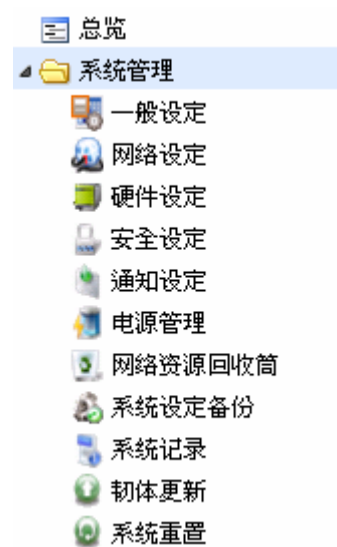 总览
系统管理
一般设定
网络设定
硬件设定
安全设定
通知设定
电源管理
网络资源回收筒
系统设定备份
系统记录
韧体更新
系统重置